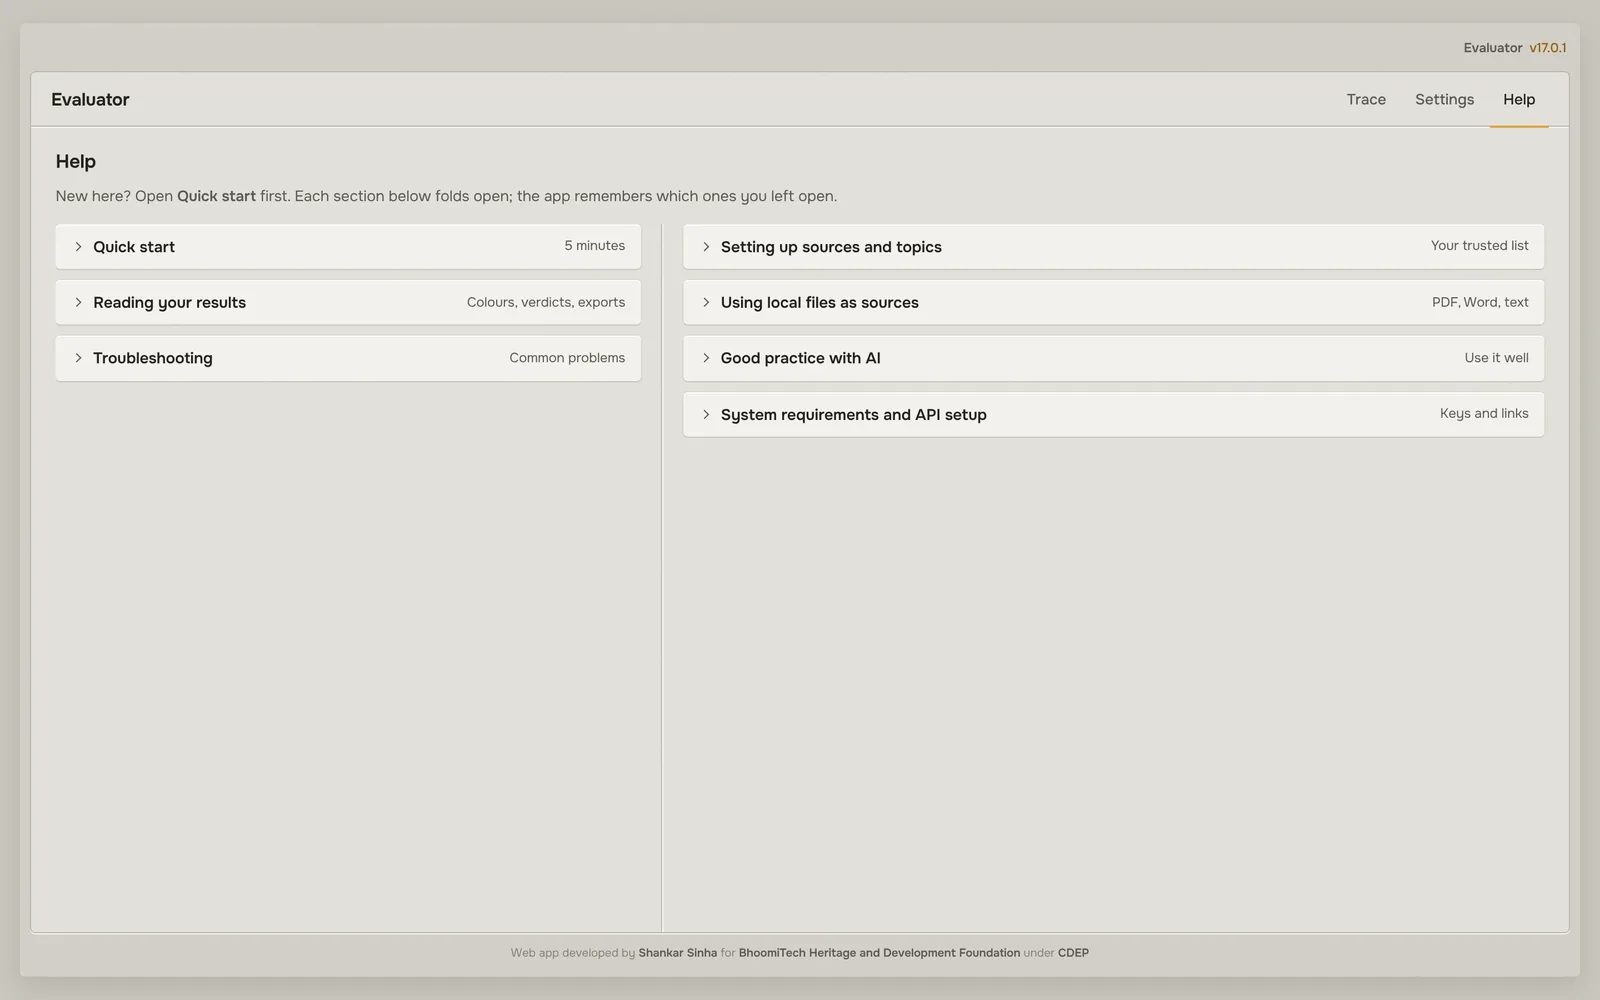 Evaluator v17.0.1
Evaluator
Trace Settings Help
Help
New here? Open Quick start first. Each section below folds open; the app remembers which ones you left open.
Quick start 5 minutes
Reading your results Colours, verdicts, exports
Troubleshooting Common problems
Setting up sources and topics Your trusted list
Using local files as sources PDF, Word, text
Good practice with AI Use it well
System requirements and API setup Keys and links
Web app developed by Shankar Sinha for BhoomiTech Heritage and Development Foundation under CDEP